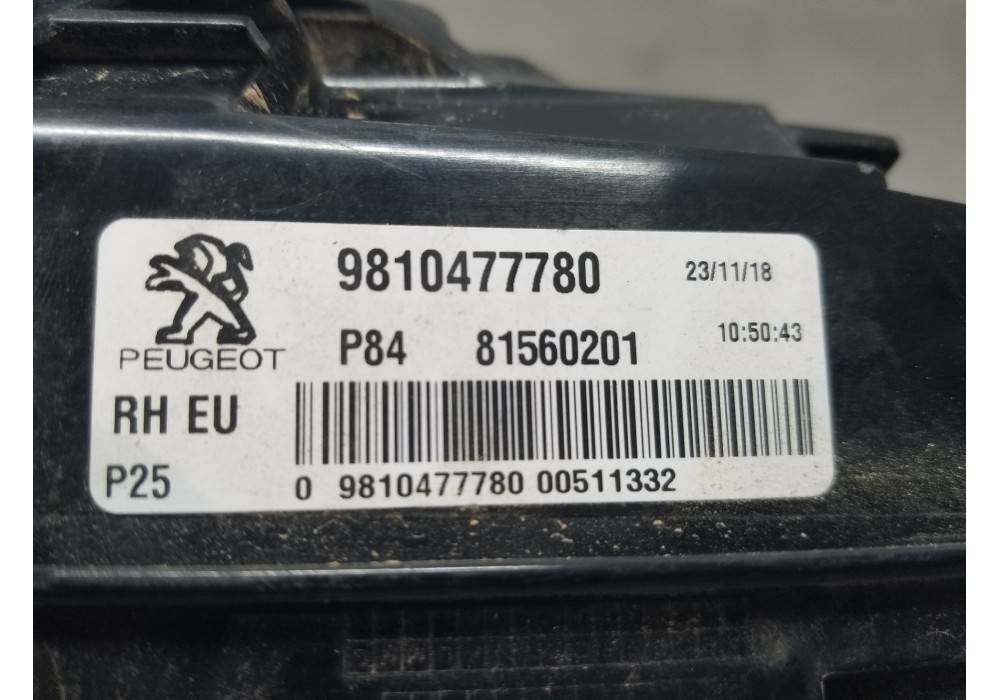 9810477780 23/11/18
PEUGEOT P84 81560201 10:50:43
RH EU
P25 0 9810477780 00511332